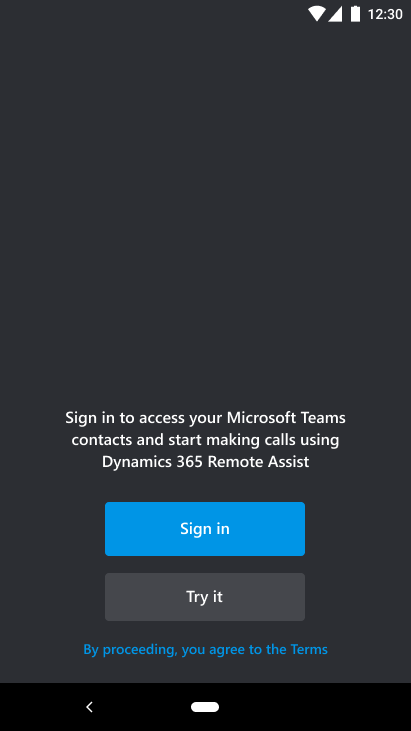 12:30
Sign in to access your Microsoft Teams
contacts and start making calls using
Dynamics 365 Remote Assist
Sign in
Try it
By proceeding, you agree to the Terms